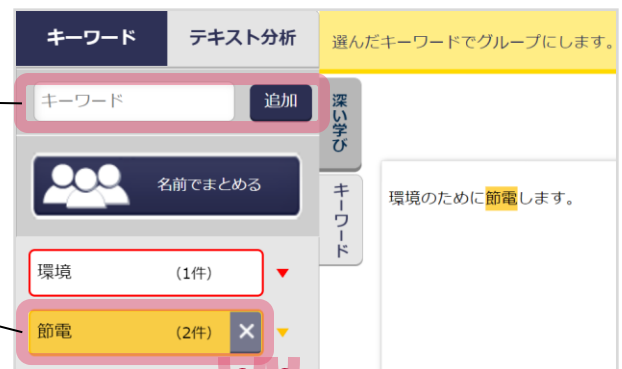 キーワード
テキスト分析
選んだキーワードでグループにします。
キーワード
追加
名前でまとめる
環境
(1件)
節電
(2件)
×
深い学び
キーワード
環境のために節電します。